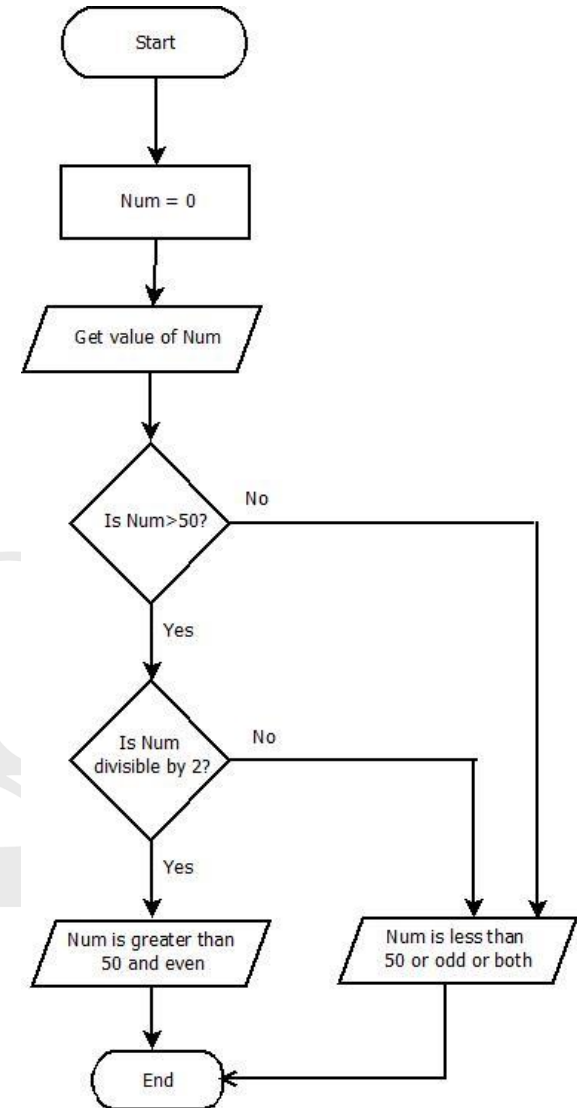 Start
Num = 0
Get value of Num
Is Num>50?
No
Yes
Is Num
divisible by 2?
No
Yes
Num is greater than
50 and even
Num is less than
50 or odd or both
End